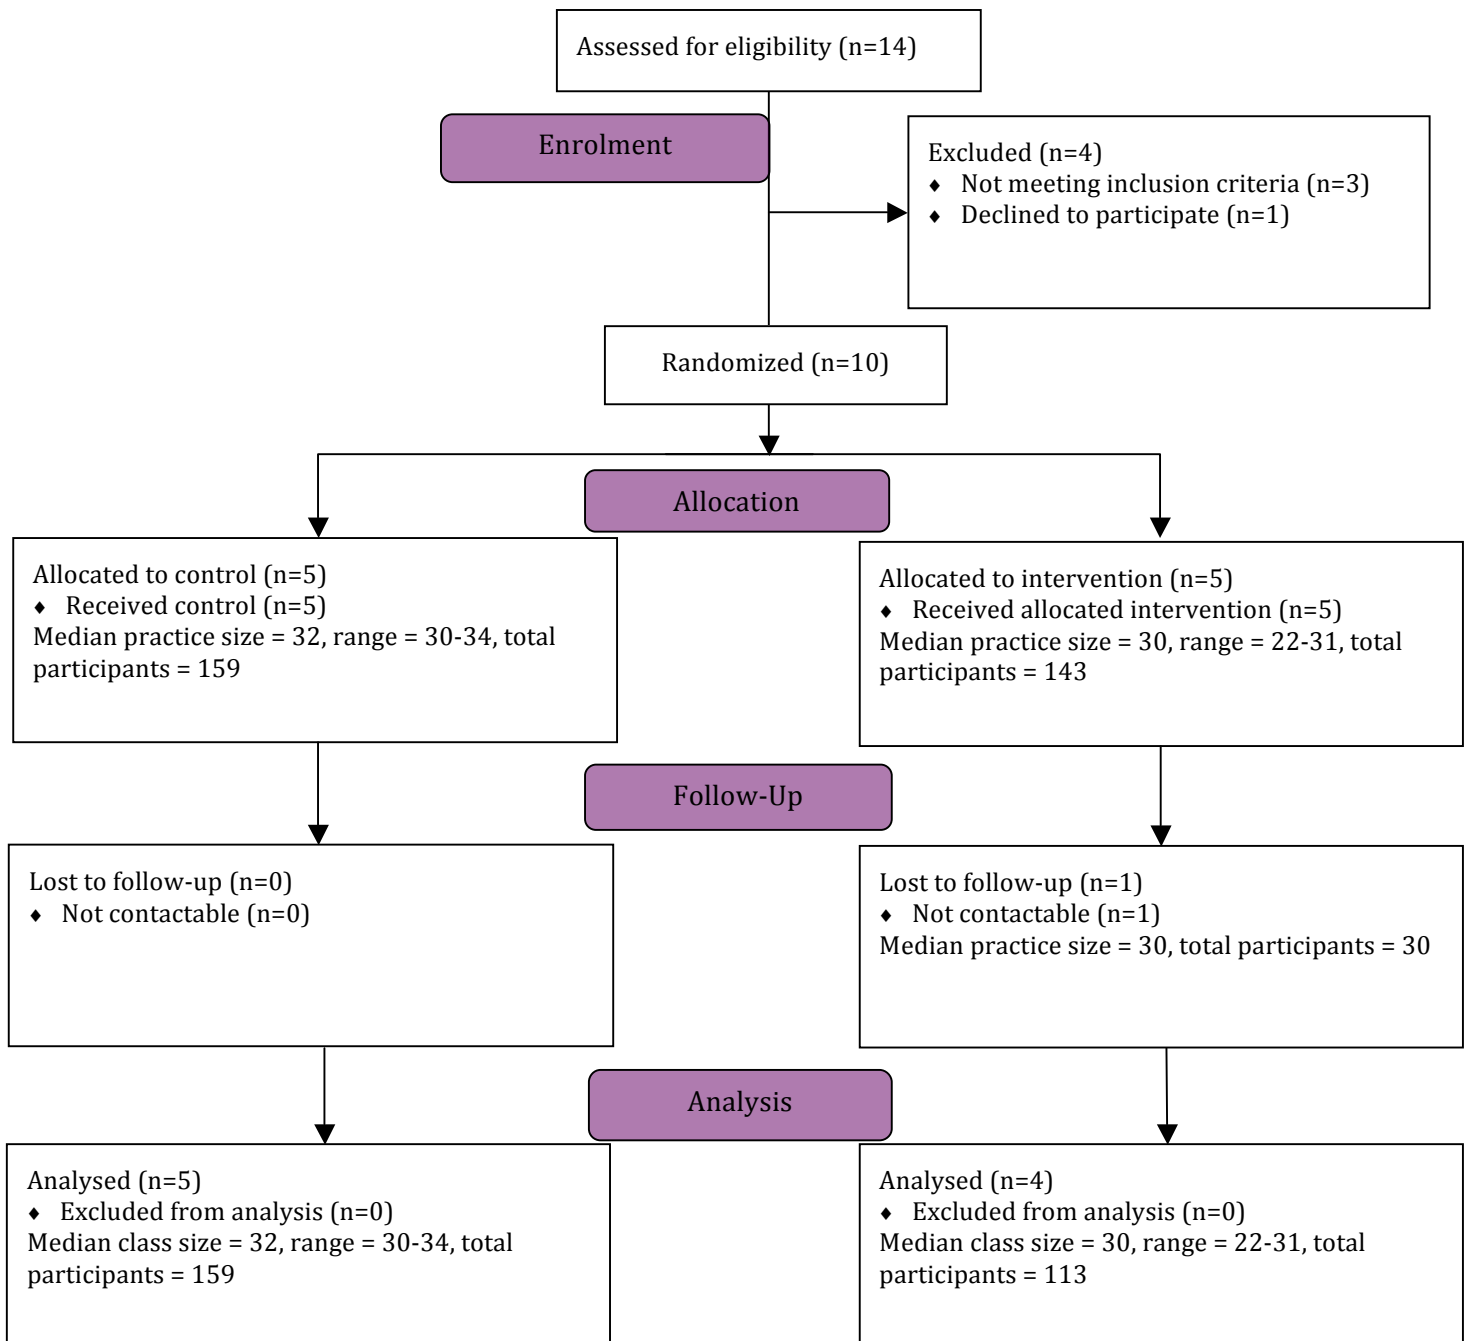 Assessed for eligibility (n=14)
Enrolment
Excluded (n=4)
♦ Not meeting inclusion criteria (n=3)
♦ Declined to participate (n=1)
Randomized (n=10)
Allocation
Allocated to control (n=5)
♦ Received control (n=5)
Median practice size = 32, range = 30-34, total
participants = 159
Allocated to intervention (n=5)
♦ Received allocated intervention (n=5)
Median practice size = 30, range = 22-31, total
participants = 143
Follow-Up
Lost to follow-up (n=0)
♦ Not contactable (n=0)
Lost to follow-up (n=1)
♦ Not contactable (n=1)
Median practice size = 30, total participants = 30
Analysis
Analysed (n=5)
♦ Excluded from analysis (n=0)
Median class size = 32, range = 30-34, total
participants = 159
Analysed (n=4)
♦ Excluded from analysis (n=0)
Median class size = 30, range = 22-31, total
participants = 113